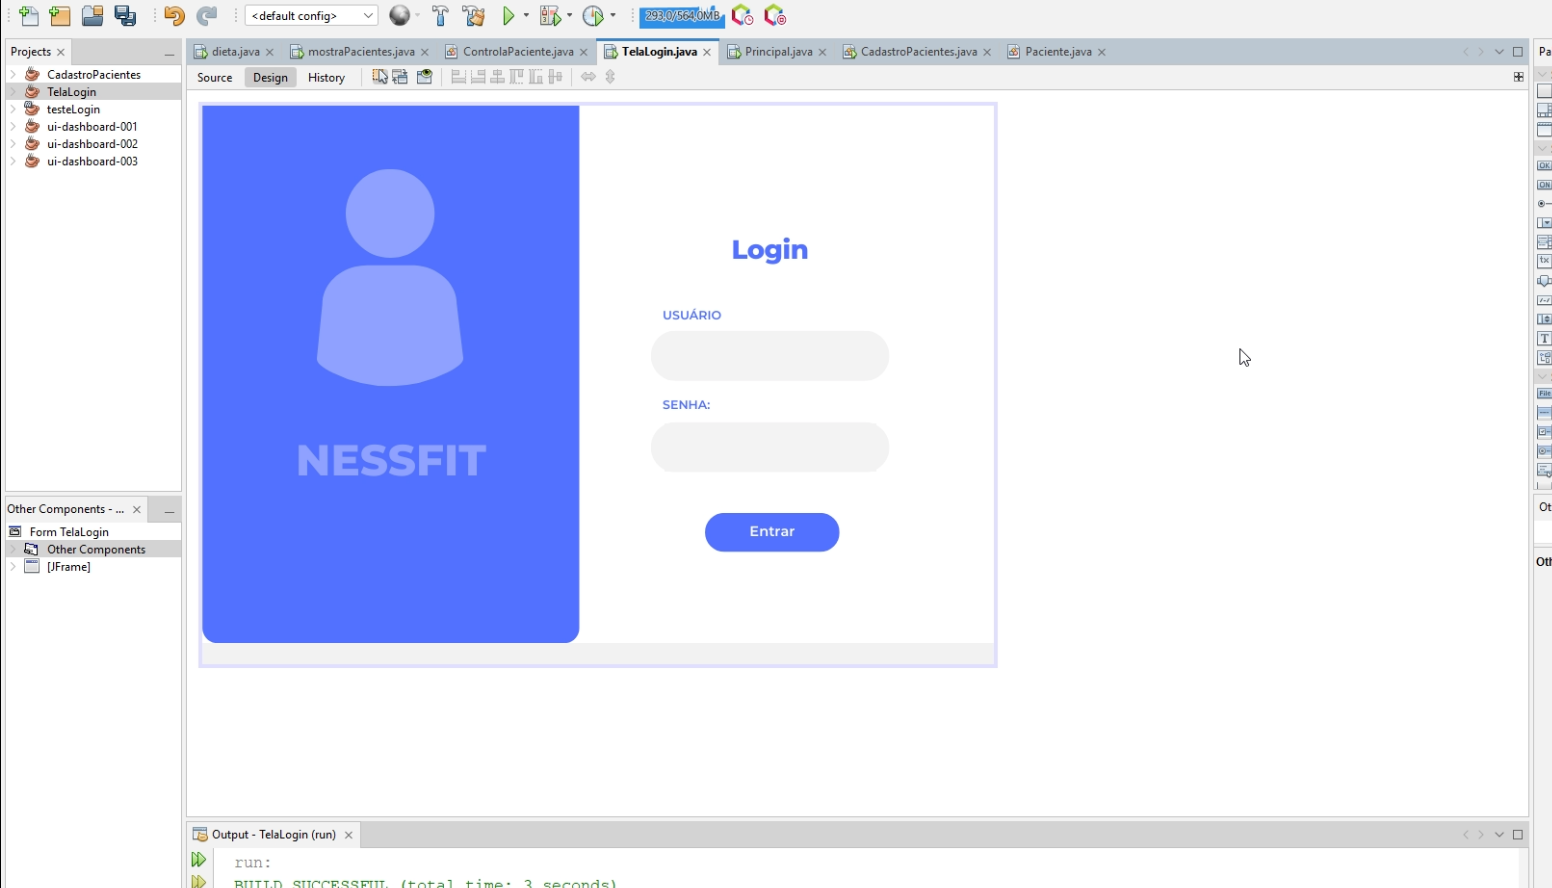 <default config>
293,0/564,0MB
Projects
dieta.java
mostraPacientes.java
ControlaPaciente.java
TelaLogin.java
Principal.java
CadastroPacientes.java
Paciente.java
Pa
Source
Design
History
CadastroPacientes
TelaLogin
testeLogin
ui-dashboard-001
ui-dashboard-002
ui-dashboard-003
NESSFIT
Login
USUÁRIO
SENHA:
Entrar
OK
ON
File
Other Components - ...
Form TelaLogin
Other Components
[JFrame]
Ot
Oth
Output - TelaLogin (run)
run:
BUILD SUCCESSFUL (total time: 3 seconds)